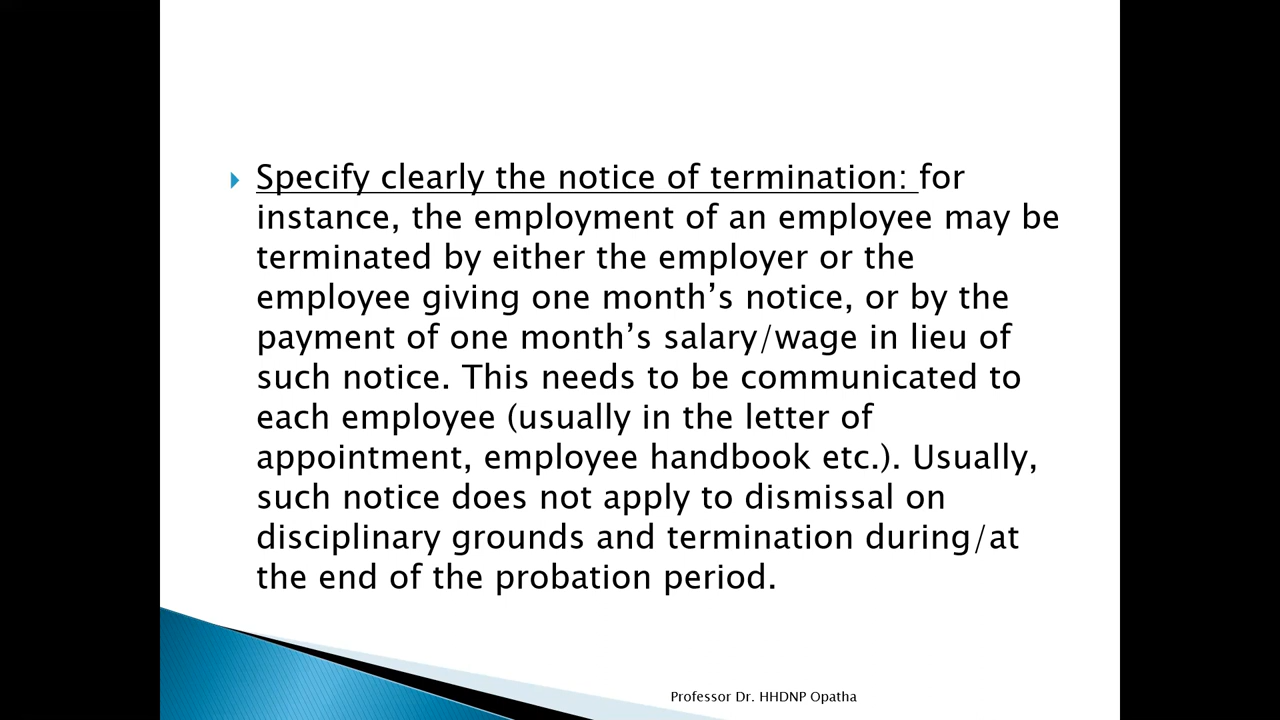 Specify clearly the notice of termination: for
instance, the employment of an employee may be
terminated by either the employer or the
employee giving one month’s notice, or by the
payment of one month’s salary/wage in lieu of
such notice. This needs to be communicated to
each employee (usually in the letter of
appointment, employee handbook etc.). Usually,
such notice does not apply to dismissal on
disciplinary grounds and termination during/at
the end of the probation period.
Professor Dr. HHDNP Opatha